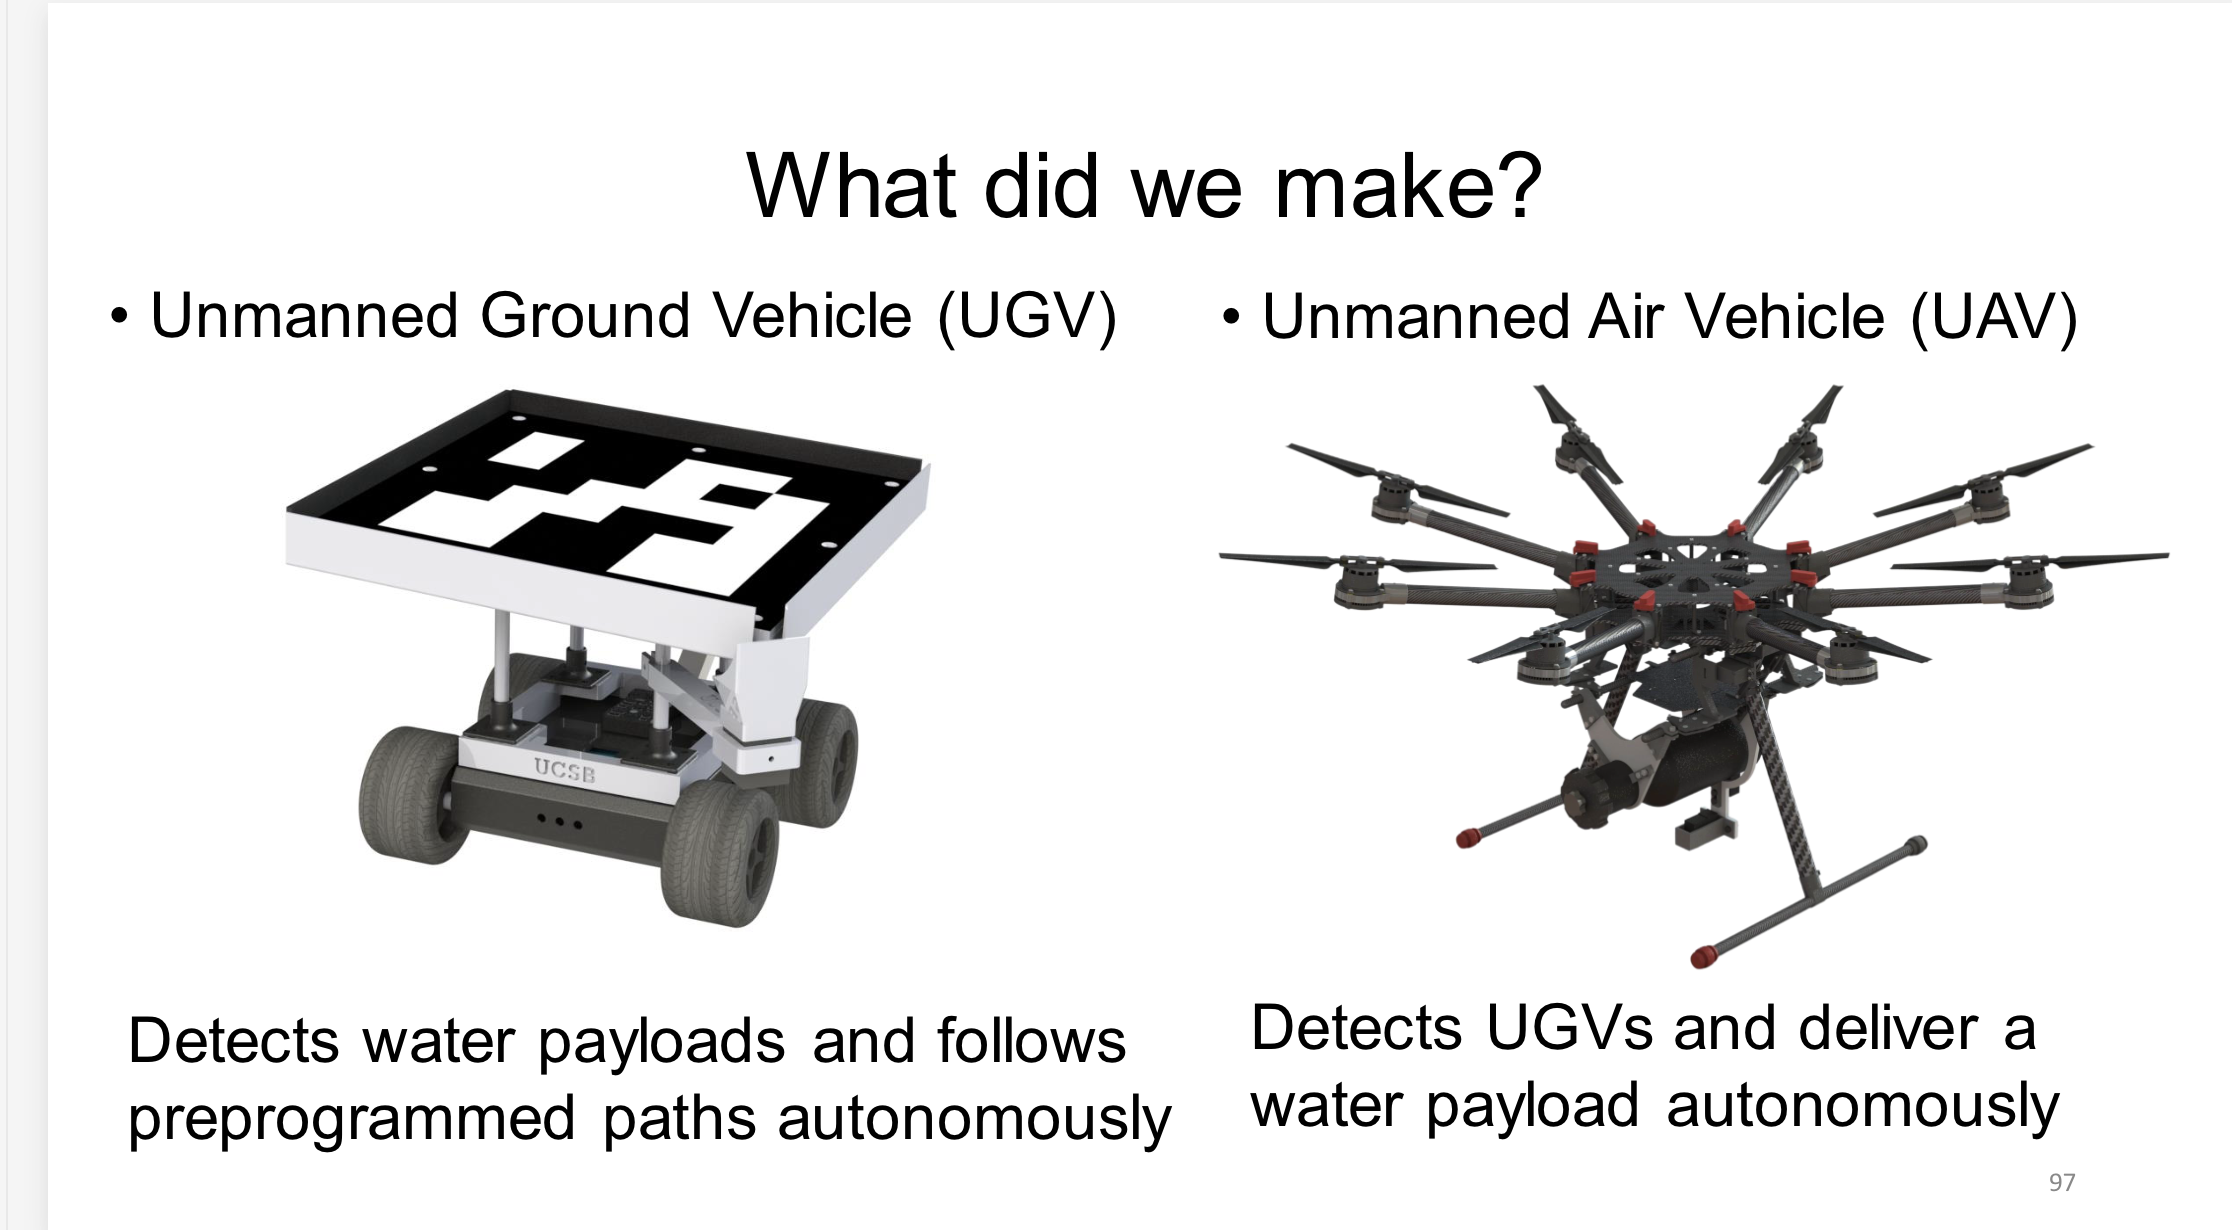 What did we make?
• Unmanned Ground Vehicle (UGV)
• Unmanned Air Vehicle (UAV)
UCSB
Detects water payloads and follows
preprogrammed paths autonomously
Detects UGVs and deliver a
water payload autonomously
97